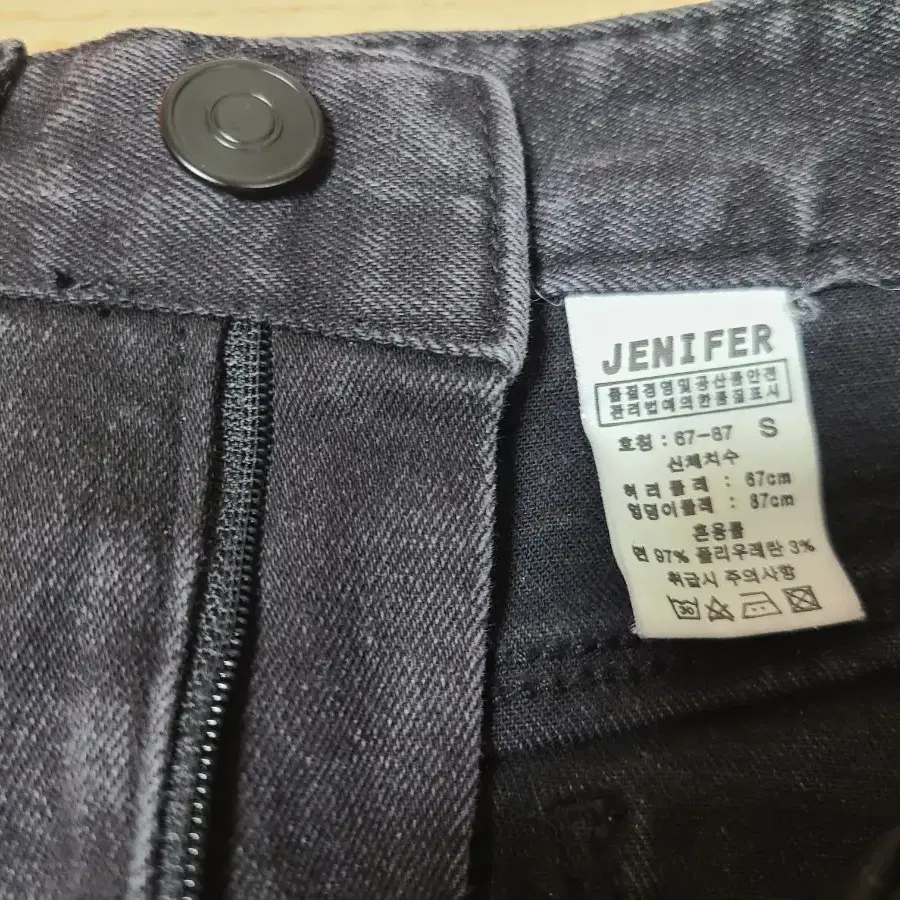 JENIFER
품질경영및공산품안전
관리법에의한품질표시
호칭 : 67-87 S
신체치수
허리둘레 : 67cm
엉덩이둘레 : 87cm
혼용률
면 97% 폴리우레탄 3%
취급시 주의사항
30